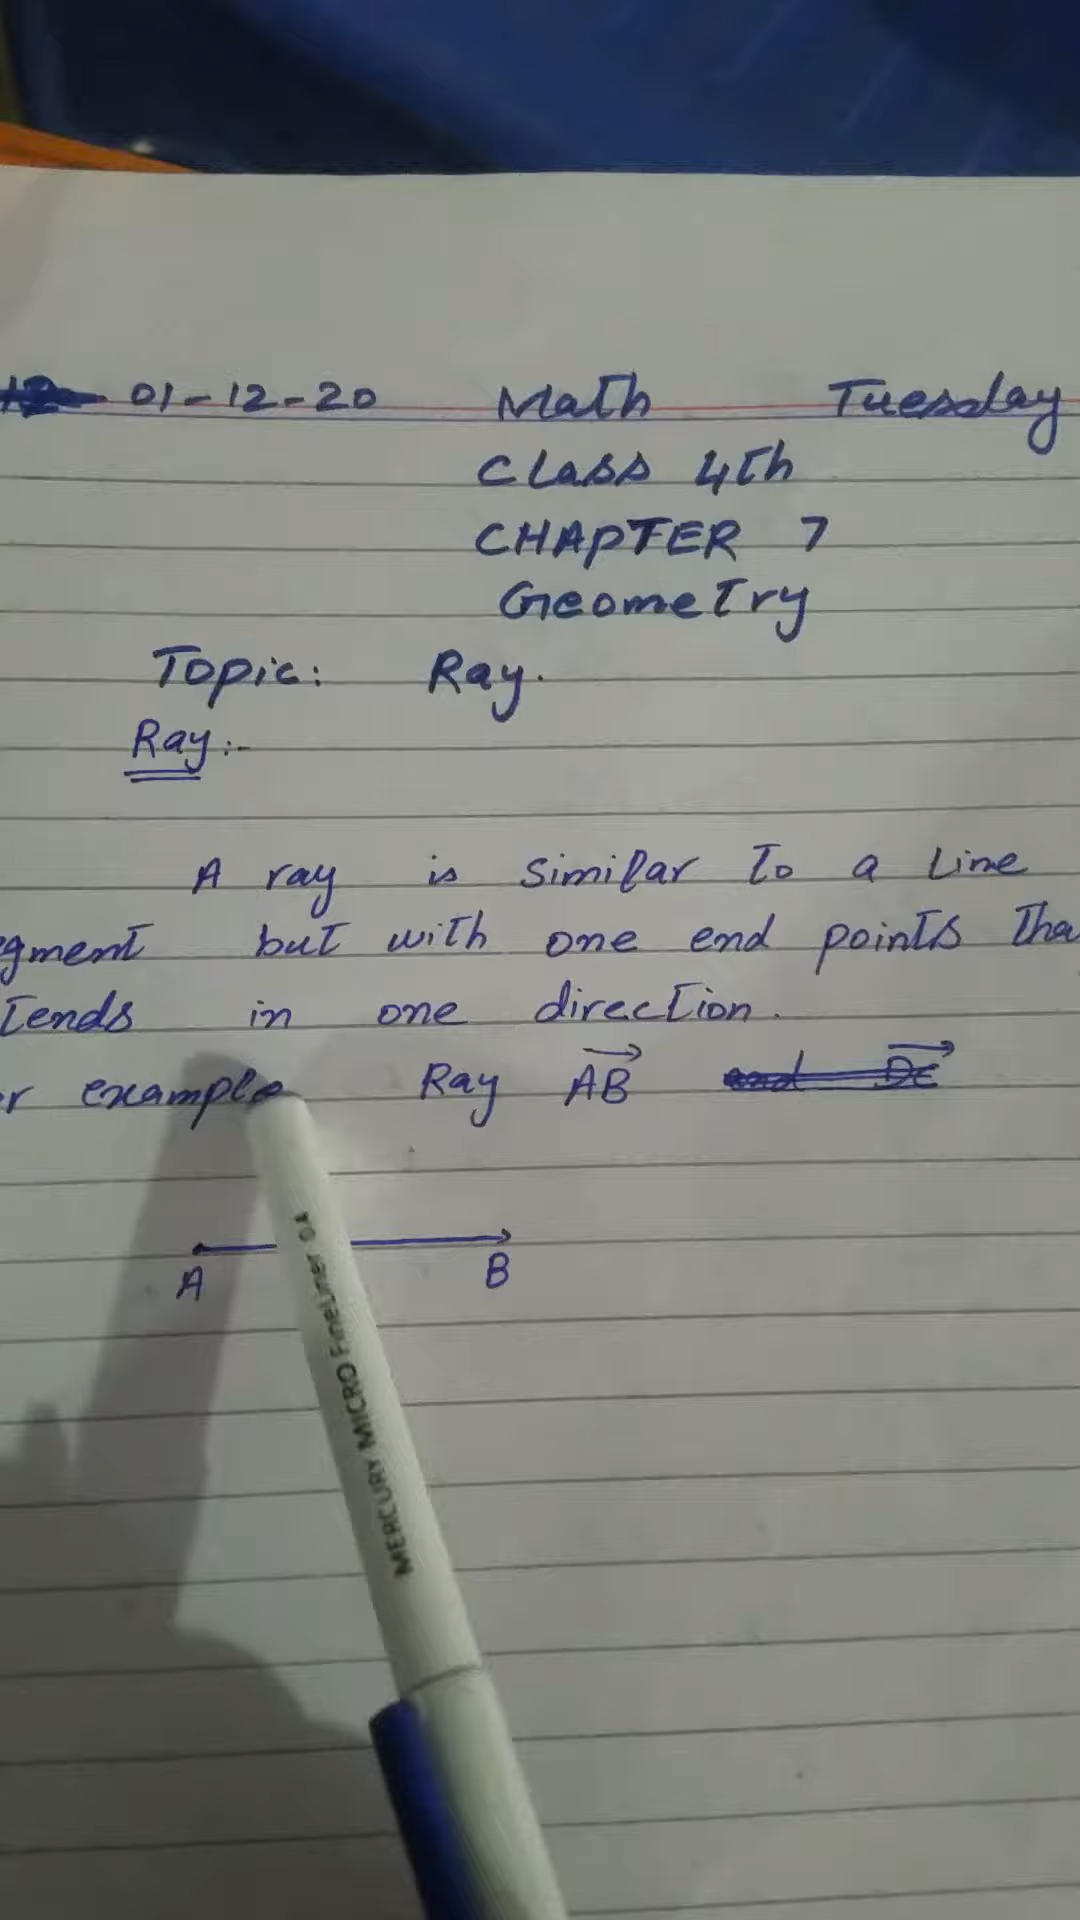 01-12-20 Math Tuesday
Class 4th
CHAPTER 7
Geometry
Topic: Ray.
Ray:-
A ray is Similar to a Line
egment but with one end points tha
tends in one direction.
r example Ray AB
A B
MERCURY MICRO FineLiner 0.4